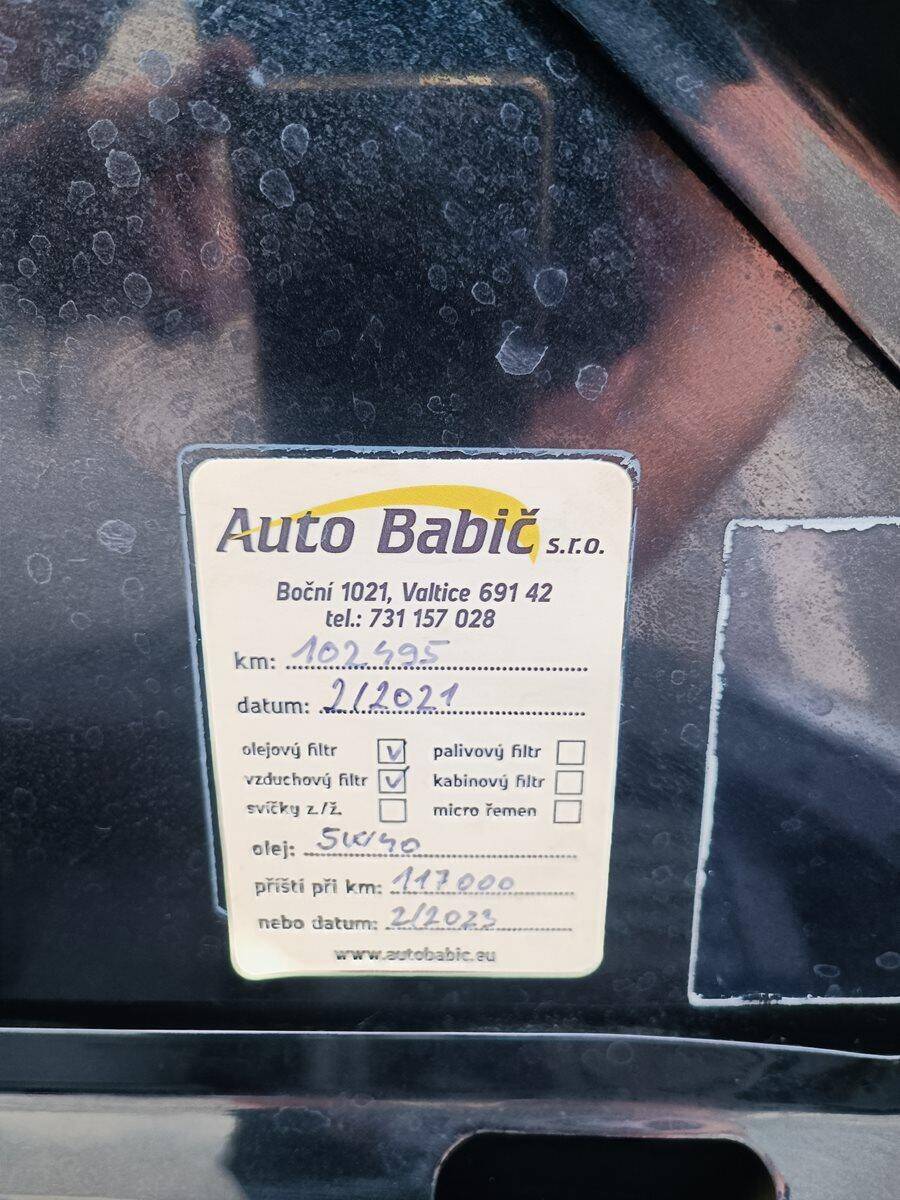 Auto Babič s.r.o.
Boční 1021, Valtice 691 42
tel.: 731 157 028
km: 102495
datum: 2/2021
olejový filtr palivový filtr
vzduchový filtr kabinový filtr
svíčky z./ž. micro řemen
olej: 5W40
příští při km: 117000
nebo datum: 2/2023
www.autobabic.eu